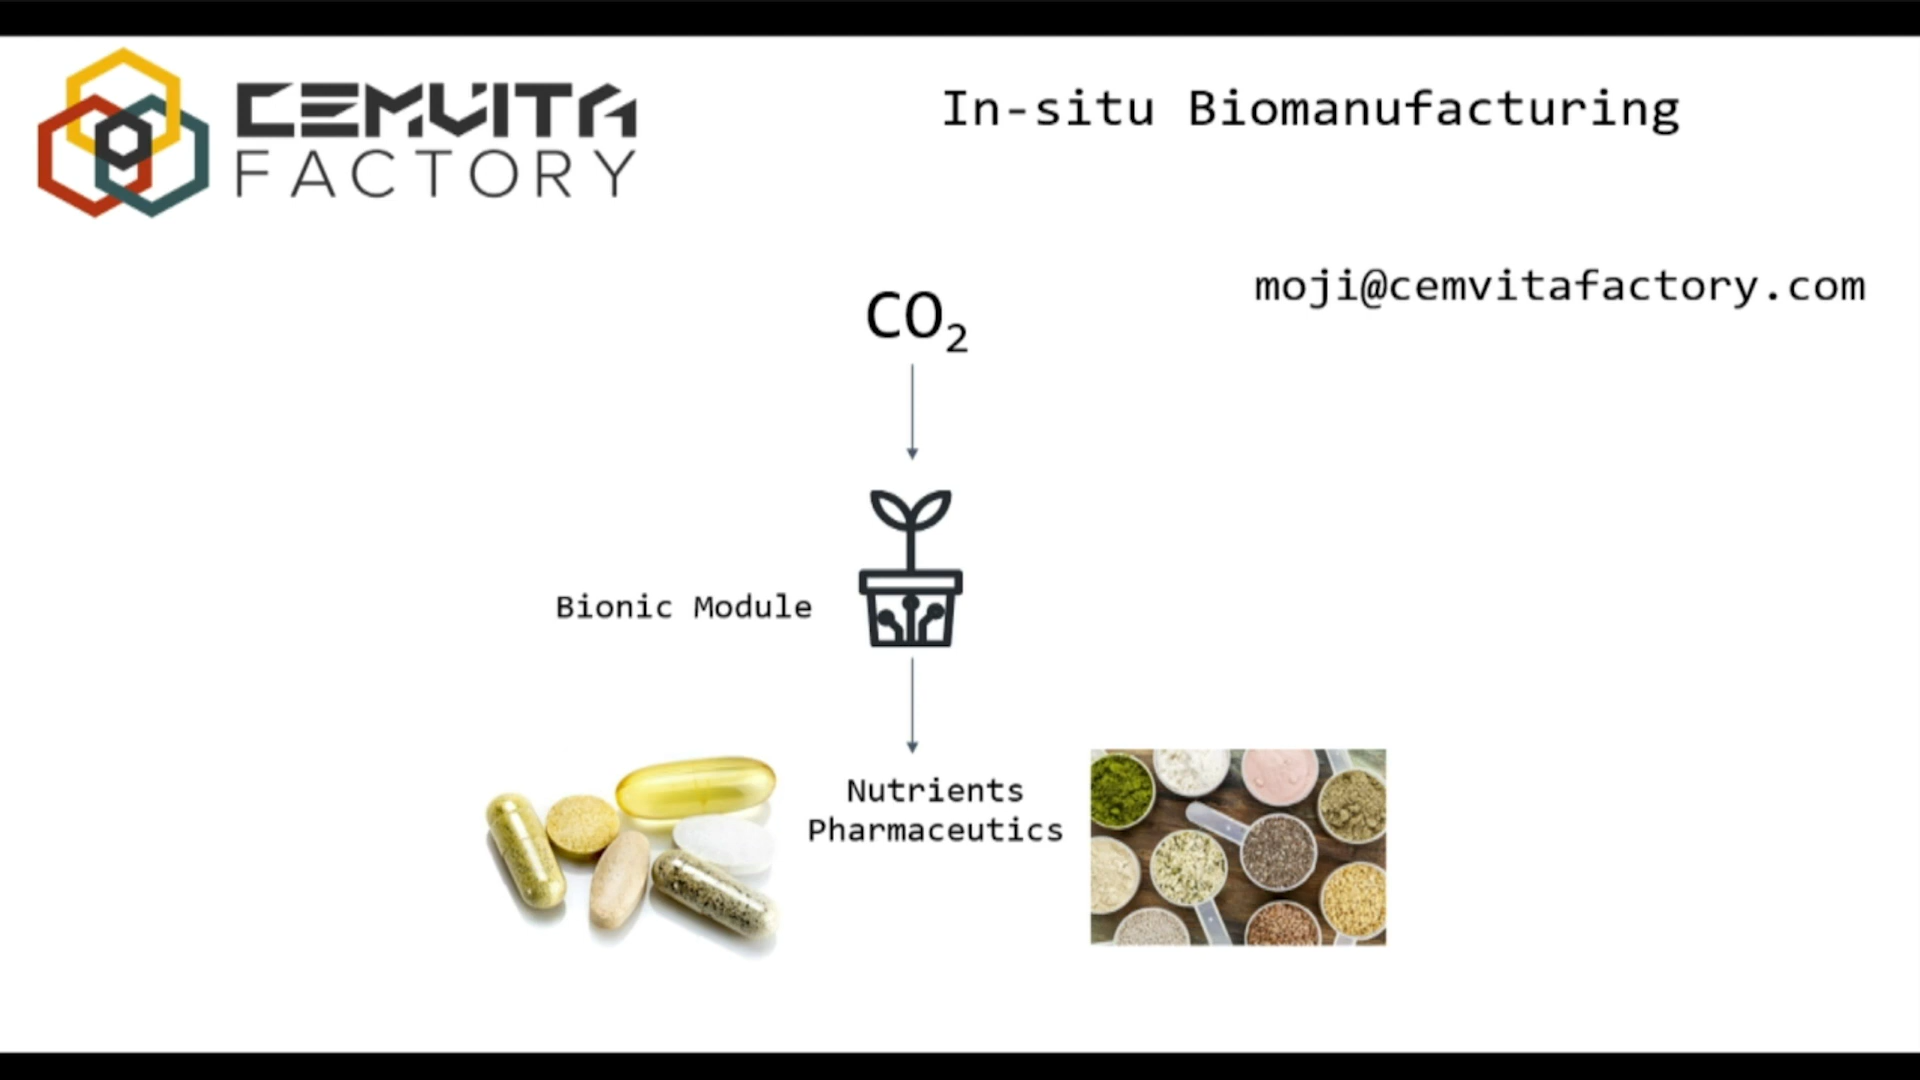 CEMVITA
FACTORY
In-situ Biomanufacturing
moji@cemvitafactory.com
CO₂
Bionic Module
Nutrients
Pharmaceutics